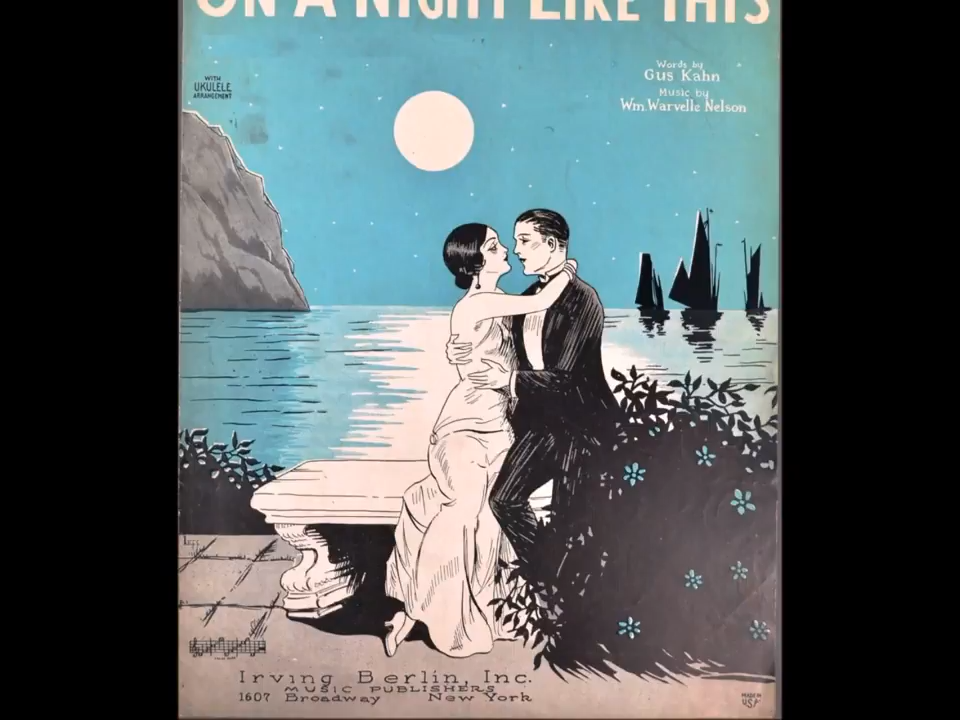 ON A NIGHT LIKE THIS
Words by
Gus Kahn
Music by
Wm. Warvelle Nelson
WITH
UKULELE
ARRANGEMENT
Irving Berlin, Inc.
MUSIC PUBLISHERS
1607 Broadway New York
MADE IN
USA